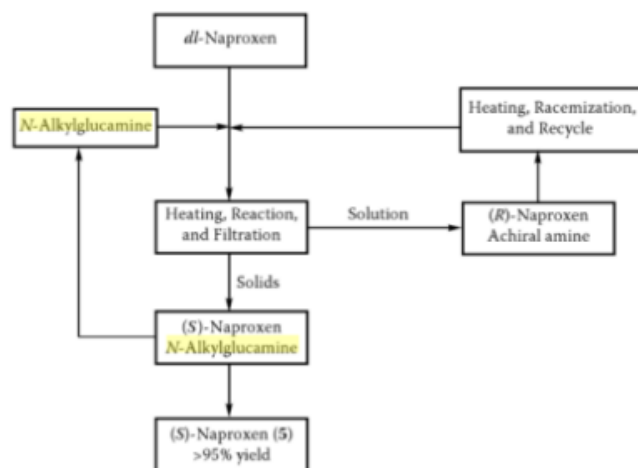 dl-Naproxen
N-Alkylglucamine
Heating, Racemization,
and Recycle
Heating, Reaction,
and Filtration
Solution
(R)-Naproxen
Achiral amine
Solids
(S)-Naproxen
N-Alkylglucamine
(S)-Naproxen (5)
>95% yield